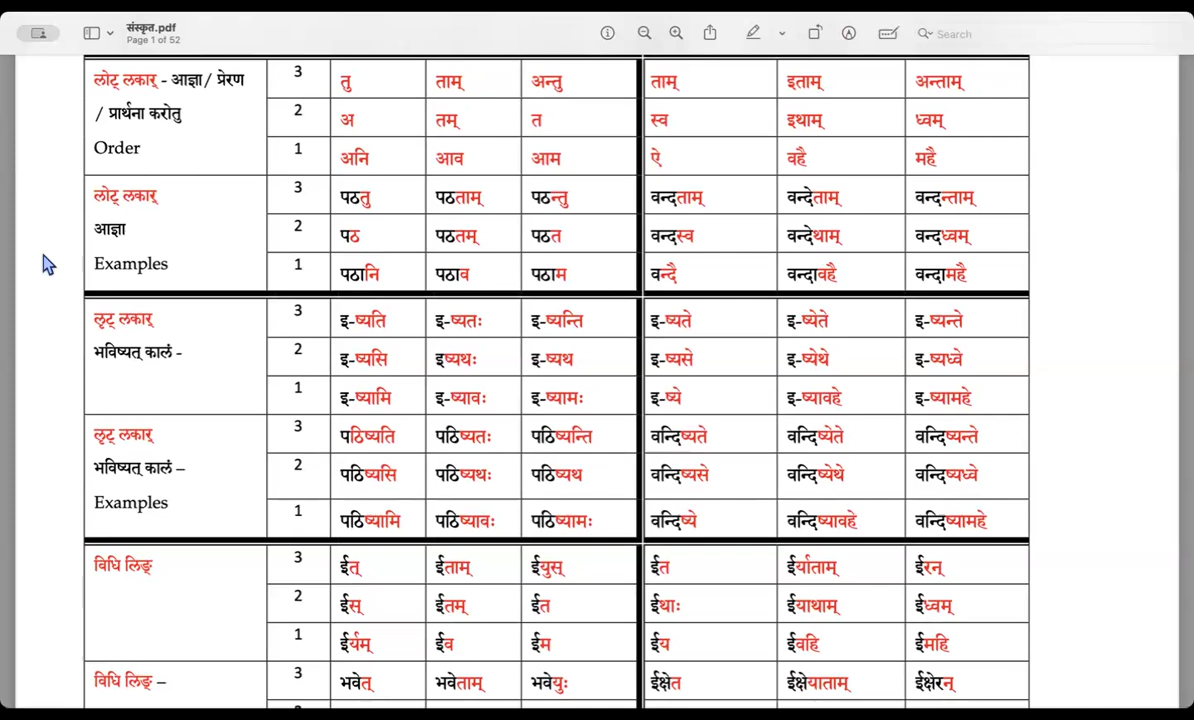 संस्कृत.pdf
Page 1 of 52
Search
लोट् लकार् - आज्ञा/ प्रेरण
/ प्रार्थना करोतु
Order
3 तु ताम् अन्तु ताम् इताम् अन्ताम्
2 अ तम् त स्व इथाम् ध्वम्
1 अनि आव आम ऐ वहै महै
लोट् लकार्
आज्ञा
Examples
3 पठतु पठताम् पठन्तु वन्दताम् वन्देताम् वन्दन्ताम्
2 पठ पठतम् पठत वन्दस्व वन्देथाम् वन्दध्वम्
1 पठानि पठाव पठाम वन्दै वन्दावहै वन्दामहै
लृट् लकार्
भविष्यत् कालं -
3 इ-ष्यति इ-ष्यतः इ-ष्यन्ति इ-ष्यते इ-ष्येते इ-ष्यन्ते
2 इ-ष्यसि इष्यथः इ-ष्यथ इ-ष्यसे इ-ष्येथे इ-ष्यध्वे
1 इ-ष्यामि इ-ष्यावः इ-ष्यामः इ-ष्ये इ-ष्यावहे इ-ष्यामहे
लृट् लकार्
भविष्यत् कालं –
Examples
3 पठिष्यति पठिष्यतः पठिष्यन्ति वन्दिष्यते वन्दिष्येते वन्दिष्यन्ते
2 पठिष्यसि पठिष्यथः पठिष्यथ वन्दिष्यसे वन्दिष्येथे वन्दिष्यध्वे
1 पठिष्यामि पठिष्यावः पठिष्यामः वन्दिष्ये वन्दिष्यावहे वन्दिष्यामहे
विधि लिङ्
3 ईत् ईताम् ईयुस् ईत ईर्याताम् ईरन्
2 ईस् ईतम् ईत ईथाः ईयाथाम् ईध्वम्
1 ईर्यम् ईव ईम ईय ईवहि ईमहि
विधि लिङ् –
3 भवेत् भवेताम् भवेयुः ईक्षेत ईक्षेयाताम् ईक्षेरन्